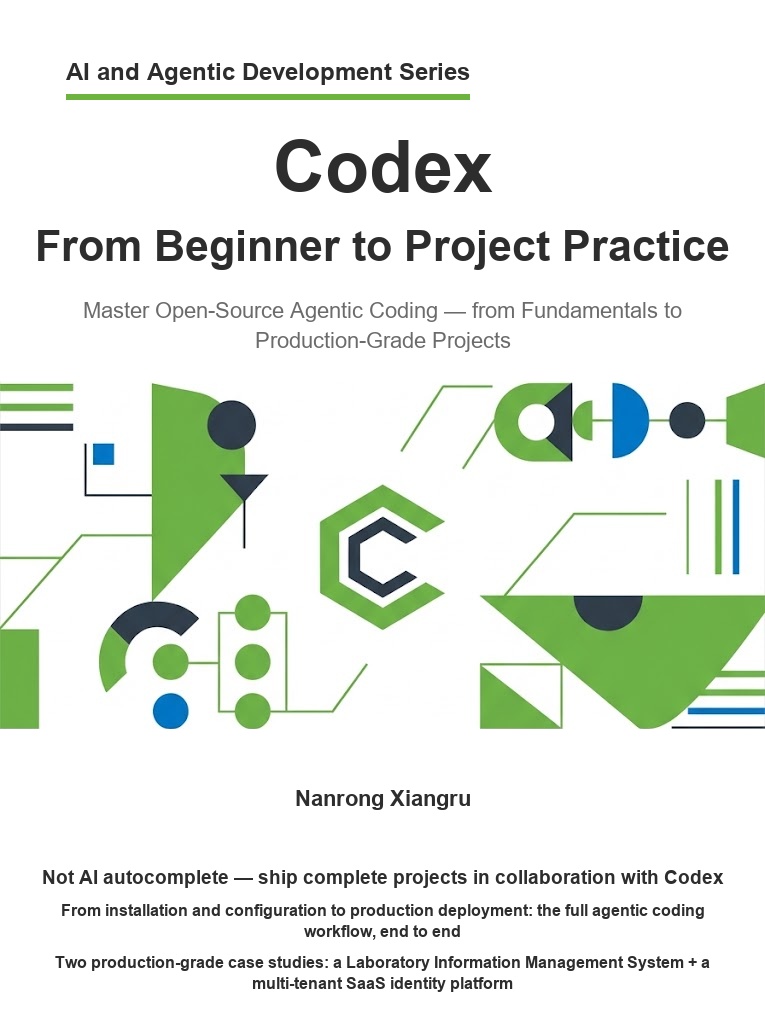 AI and Agentic Development Series
Codex
From Beginner to Project Practice
Master Open-Source Agentic Coding — from Fundamentals to
Production-Grade Projects
Nanrong Xiangru
Not AI autocomplete — ship complete projects in collaboration with Codex
From installation and configuration to production deployment: the full agentic coding
workflow, end to end
Two production-grade case studies: a Laboratory Information Management System + a
multi-tenant SaaS identity platform